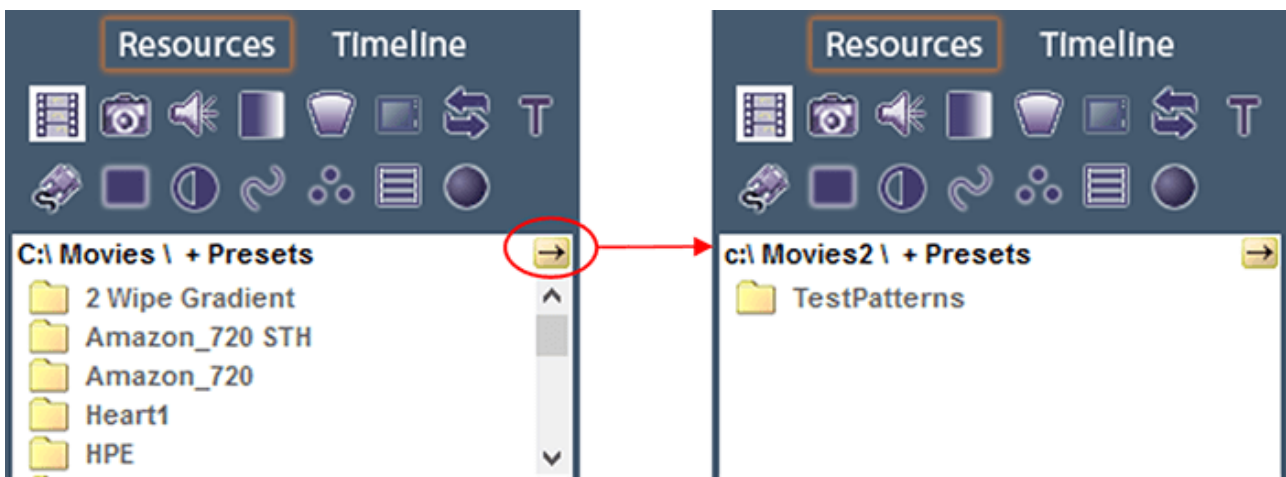 Resources Timeline
T
C:\ Movies \ + Presets
2 Wipe Gradient
Amazon_720 STH
Amazon_720
Heart1
HPE
Resources Timeline
T
c:\ Movies2 \ + Presets
TestPatterns